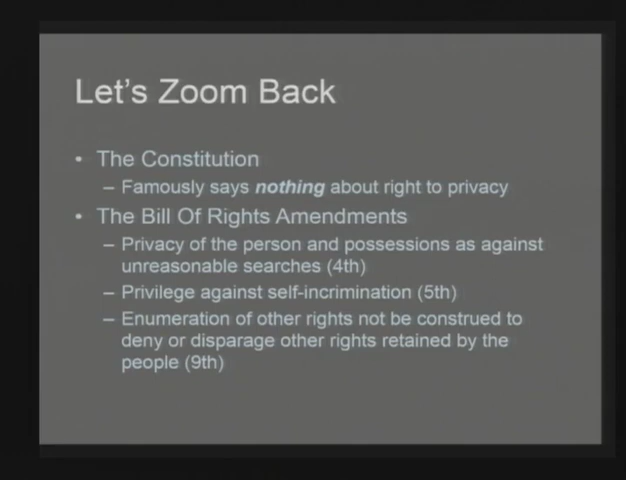 Let's Zoom Back
• The Constitution
– Famously says nothing about right to privacy
• The Bill Of Rights Amendments
– Privacy of the person and possessions as against
unreasonable searches (4th)
– Privilege against self-incrimination (5th)
– Enumeration of other rights not be construed to
deny or disparage other rights retained by the
people (9th)